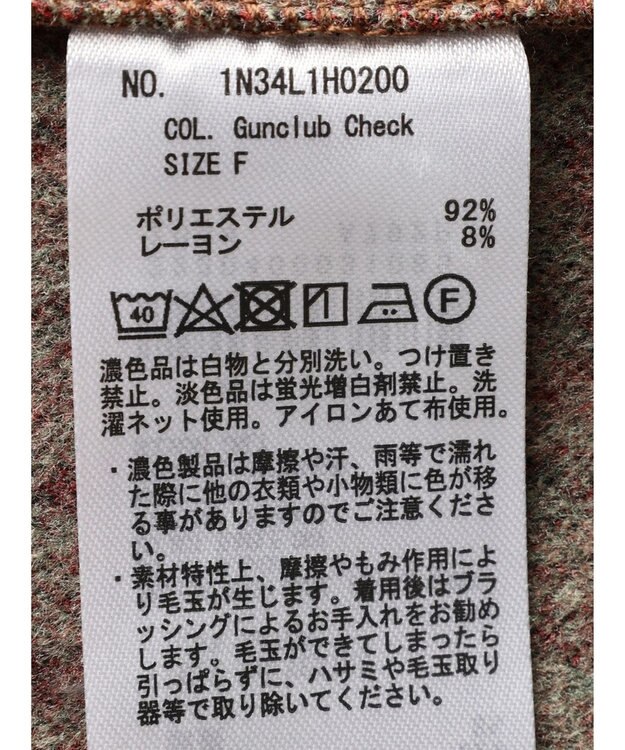 NO. 1N34L1H0200
COL. Gunclub Check
SIZE F
ポリエステル 92%
レーヨン 8%
40 F
濃色品は白物と分別洗い。つけ置き
禁止。淡色品は蛍光増白剤禁止。洗
濯ネット使用。アイロンあて布使用。
・濃色製品は摩擦や汗、雨等で濡れ
た際に他の衣類や小物類に色が移
る事がありますのでご注意くださ
い。
・素材特性上、摩擦やもみ作用によ
り毛玉が生じます。着用後はブラ
ッシングによるお手入れをお勧め
します。毛玉ができてしまったら
引っぱらずに、ハサミや毛玉取り
器等で取り除いてください。